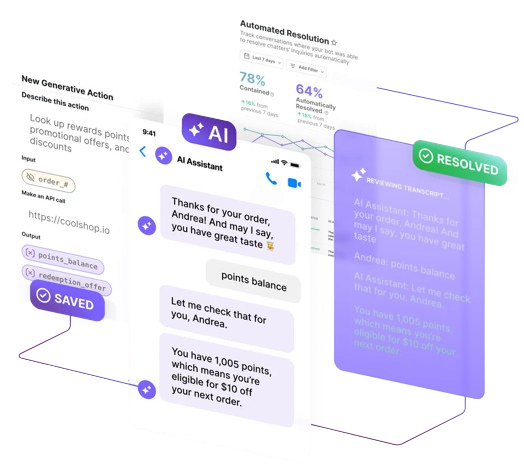 Automated Resolution
Track conversations where your bot was able
to resolve chatters' inquiries automatically
Last 7 days
Add Filter
78%
Contained
64%
Automatically
Resolved
+16% from
previous 7 days
+18% from
previous 7 days
New Generative Action
Describe this action
Look up rewards points
promotional offers, and
discounts
Input
order_#
Make an API call
https://coolshop.io
Output
[×] points_balance
[×] redemption_offer
SAVED
9:41
AI
AI Assistant
Thanks for your order,
Andrea! And may I say,
you have great taste 😸
points balance
Let me check that for
you, Andrea.
You have 1,005 points,
which means you're
eligible for $10 off
your next order.
RESOLVED
REVIEWING TRANSCRIPT...
AI Assistant: Thanks for
your order, Andrea! And
may I say, you have great
taste
Andrea: points balance
AI Assistant: Let me check
that for you, Andrea.
You have 1,005 points,
which means you're
eligible for $10 off your
next order